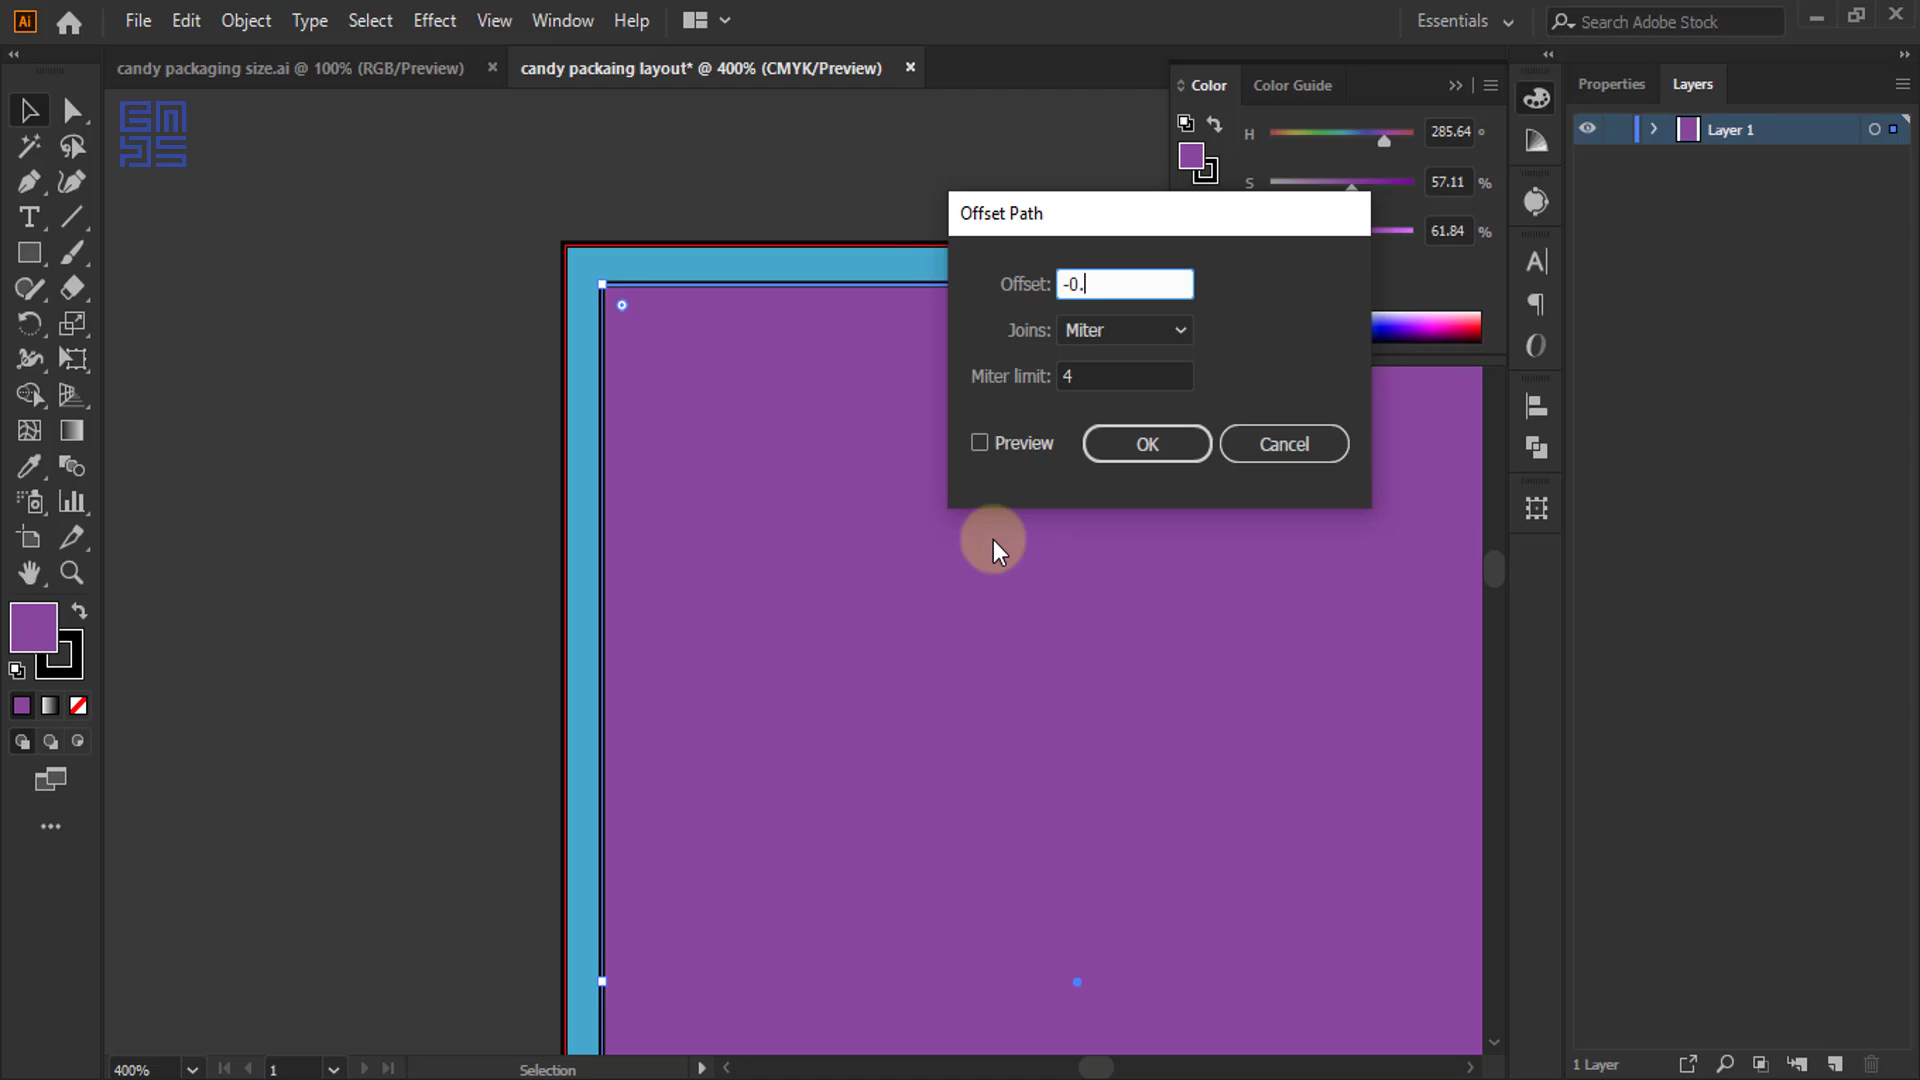 Ai File Edit Object Type Select Effect View Window Help Essentials Search Adobe Stock
candy packaging size.ai @ 100% (RGB/Preview) × candy packaing layout* @ 400% (CMYK/Preview) ×
Color Color Guide
Properties Layers
H 285.64 °
Layer 1
S 57.11 %
61.84 %
Offset Path
Offset: -0.
Joins: Miter
Miter limit: 4
Preview OK Cancel
400% 1 Selection
1 Layer